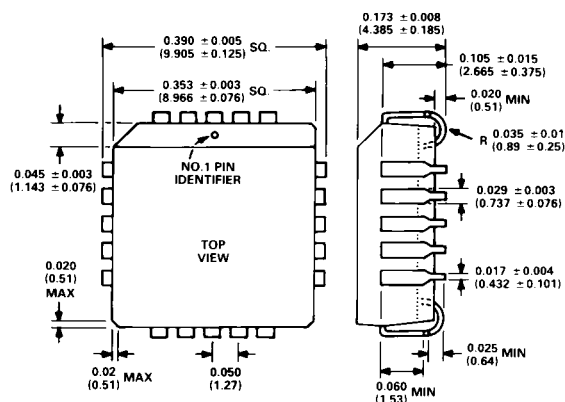 0.390 ± 0.005
(9.905 ± 0.125) SQ.
0.353 ± 0.003
(8.966 ± 0.076) SQ.
0.173 ± 0.008
(4.385 ± 0.185)
0.105 ± 0.015
(2.665 ± 0.375)
0.020
(0.51) MIN
R 0.035 ± 0.01
(0.89 ± 0.25)
0.045 ± 0.003
(1.143 ± 0.076)
NO.1 PIN
IDENTIFIER
0.029 ± 0.003
(0.737 ± 0.076)
TOP
VIEW
0.020
(0.51)
MAX
0.017 ± 0.004
(0.432 ± 0.101)
0.02
(0.51) MAX
0.050
(1.27)
0.025
(0.64) MIN
0.060
(1.53) MIN